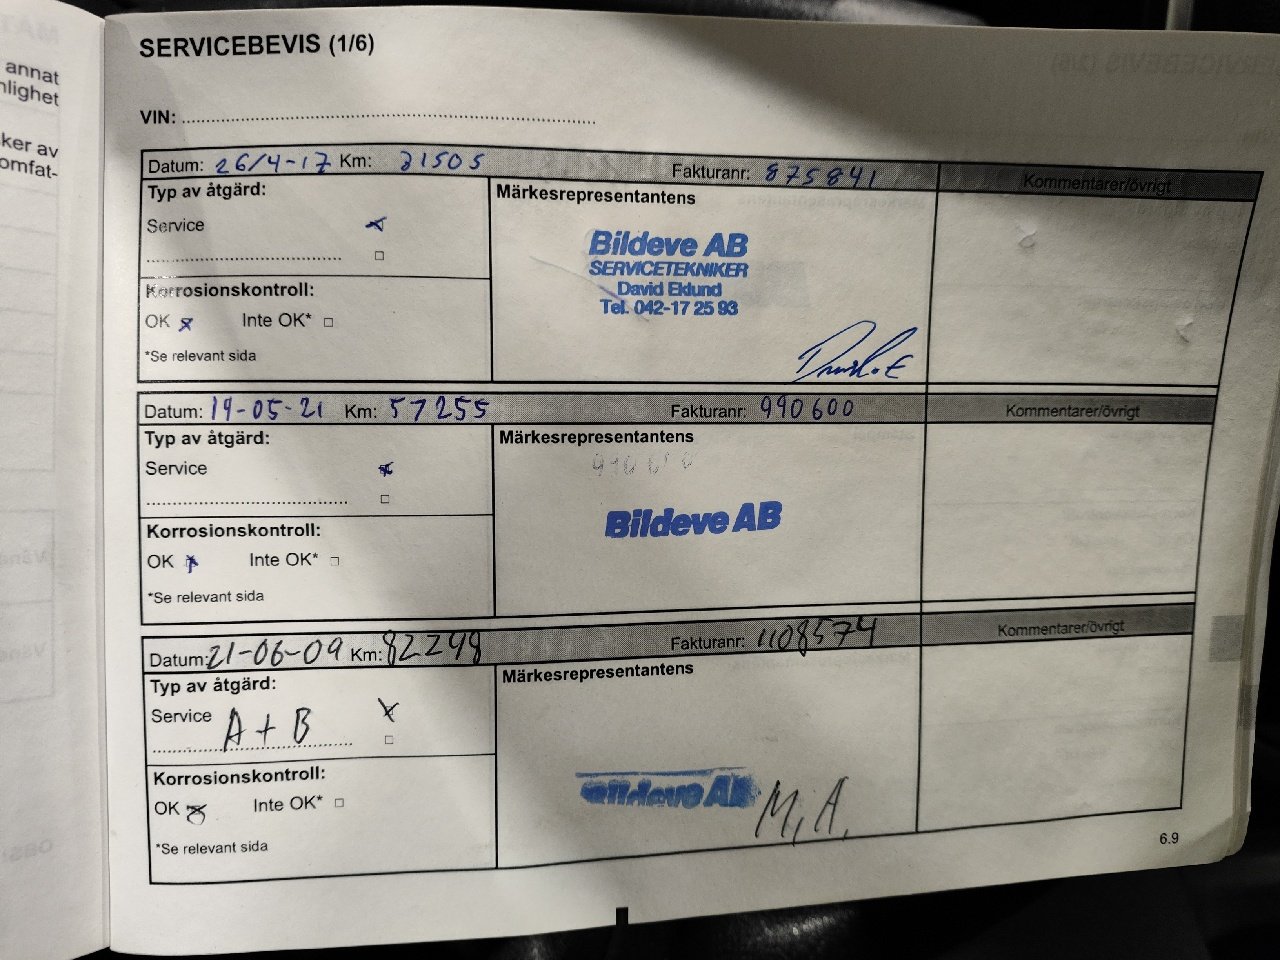 annat
nlighet
ker av
omfat-
SERVICEBEVIS (1/6)
VIN:
Datum: 26/4-17 Km: 31505 Fakturanr: 875841 Kommentarer/övrigt
Typ av åtgärd: Märkesrepresentantens
Service
Bildeve AB
SERVICETEKNIKER
David Eklund
Tel. 042-17 25 93
Korrosionskontroll:
OK Inte OK*
*Se relevant sida
Datum: 19-05-21 Km: 57255 Fakturanr: 990600 Kommentarer/övrigt
Typ av åtgärd: Märkesrepresentantens
Service
Bildeve AB
Korrosionskontroll:
OK Inte OK*
*Se relevant sida
Datum: 21-06-09 Km: 82298 Fakturanr: 1108574 Kommentarer/övrigt
Typ av åtgärd: Märkesrepresentantens
Service A+B
Korrosionskontroll:
Bildeve AB M.A.
OK Inte OK*
*Se relevant sida
6.9